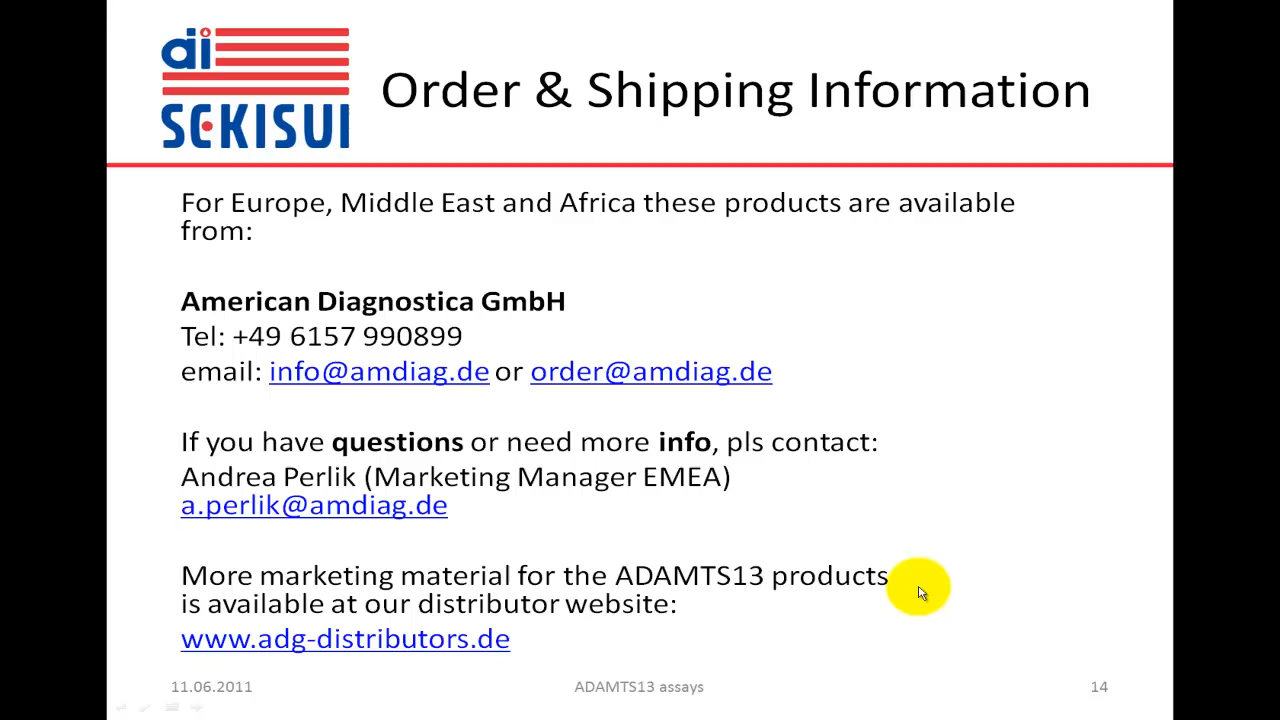 ai
SEKISUI
Order & Shipping Information
For Europe, Middle East and Africa these products are available
from:
American Diagnostica GmbH
Tel: +49 6157 990899
email: info@amdiag.de or order@amdiag.de
If you have questions or need more info, pls contact:
Andrea Perlik (Marketing Manager EMEA)
a.perlik@amdiag.de
More marketing material for the ADAMTS13 products
is available at our distributor website:
www.adg-distributors.de
11.06.2011 ADAMTS13 assays 14